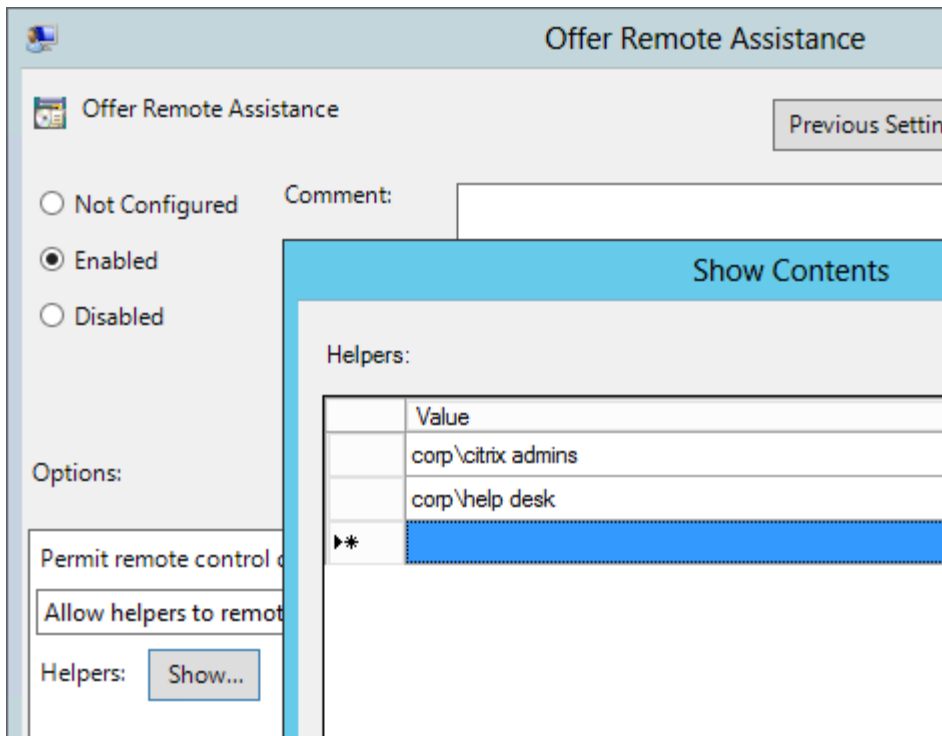 Offer Remote Assistance
Offer Remote Assistance
Previous Settin
Not Configured
Comment:
Enabled
Disabled
Show Contents
Helpers:
Value
corp\citrix admins
corp\help desk
Options:
Permit remote control
Allow helpers to remot
Helpers:
Show...